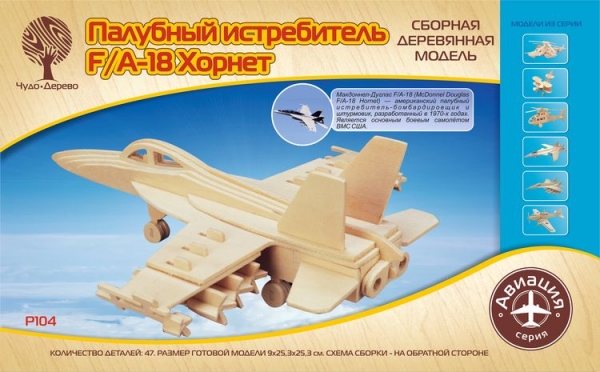 Чудо-Дерево
Палубный истребитель
F/A-18 Хорнет
СБОРНАЯ
ДЕРЕВЯННАЯ
МОДЕЛЬ
МОДЕЛИ ИЗ СЕРИИ
Макдоннел-Дуглас F/A-18 (McDonnel Douglas
F/A-18 Hornet) — американский палубный
истребитель-бомбардировщик и
штурмовик, разработанный в 1970-х годах.
Является основным боевым самолётом
ВМС США.
P104
Авиация
серия
КОЛИЧЕСТВО ДЕТАЛЕЙ: 47. РАЗМЕР ГОТОВОЙ МОДЕЛИ 9x25,3x25,3 см. СХЕМА СБОРКИ - НА ОБРАТНОЙ СТОРОНЕ